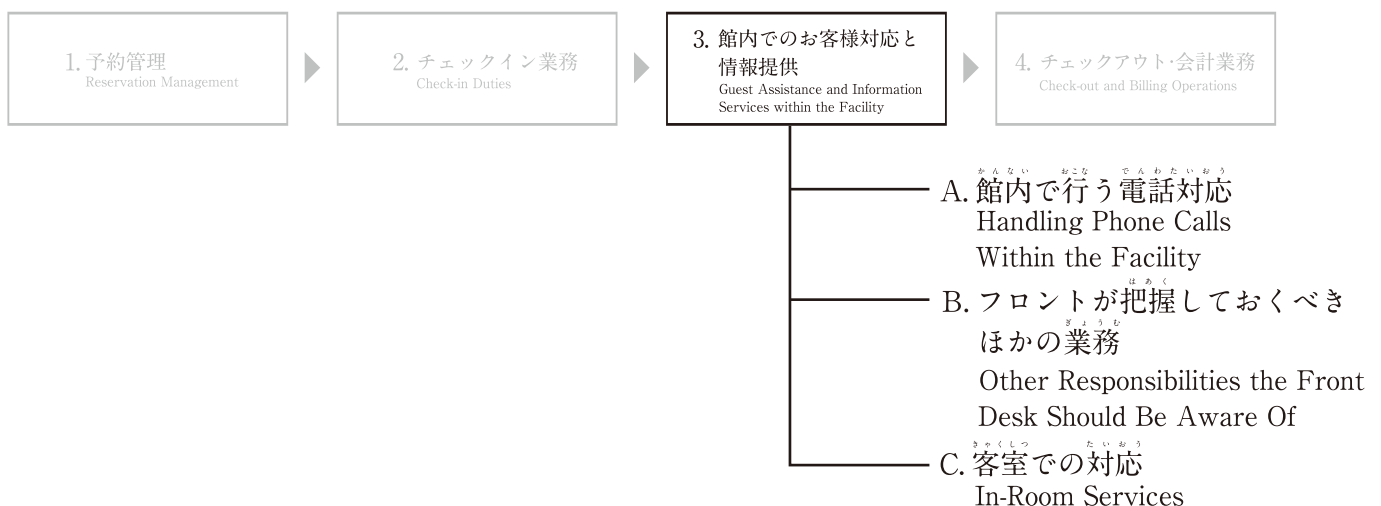 1. 予約管理
Reservation Management
2. チェックイン業務
Check-in Duties
3. 館内でのお客様対応と
情報提供
Guest Assistance and Information
Services within the Facility
4. チェックアウト・会計業務
Check-out and Billing Operations
かんない おこな でんわたいおう
A. 館内で行う電話対応
Handling Phone Calls
Within the Facility
はあく
B. フロントが把握しておくべき
ぎょうむ
ほかの業務
Other Responsibilities the Front
Desk Should Be Aware Of
きゃくしつ たいおう
C. 客室での対応
In-Room Services